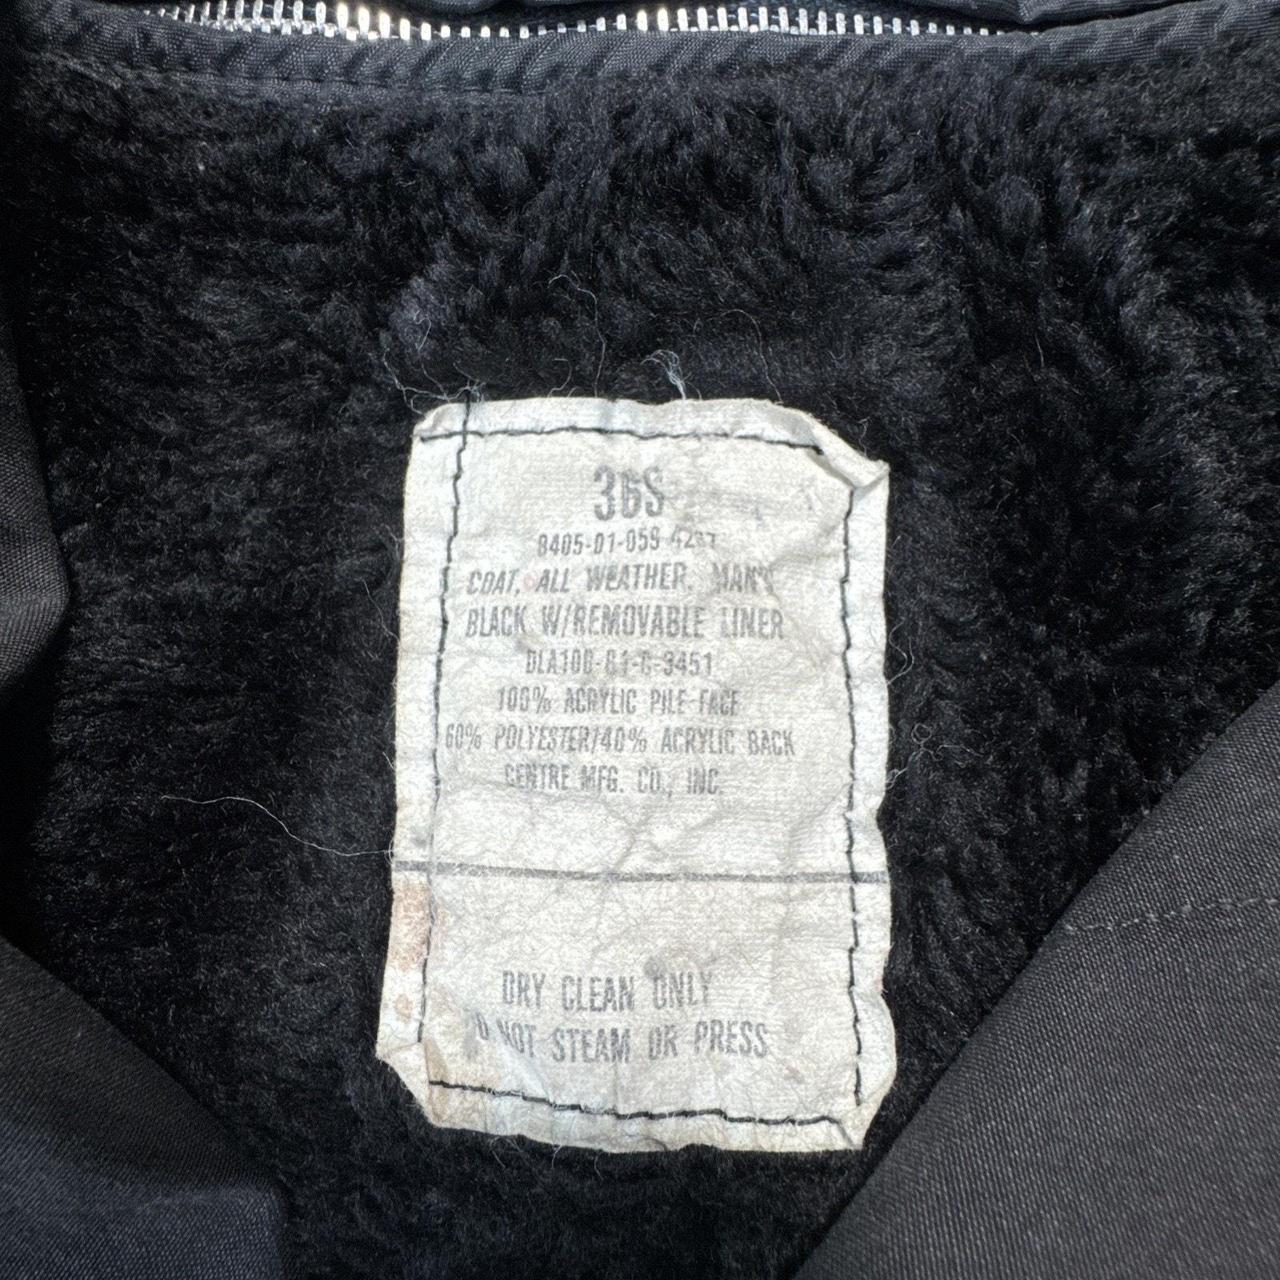 36S
8405-01-059
COAT, ALL WEATHER, MAN'S
BLACK W/REMOVABLE LINER
DLA100-81-C-3451
100% ACRYLIC PILE FACE
60% POLYESTER/40% ACRYLIC BACK
CENTRE MFG. CO., INC.
DRY CLEAN ONLY
DO NOT STEAM OR PRESS